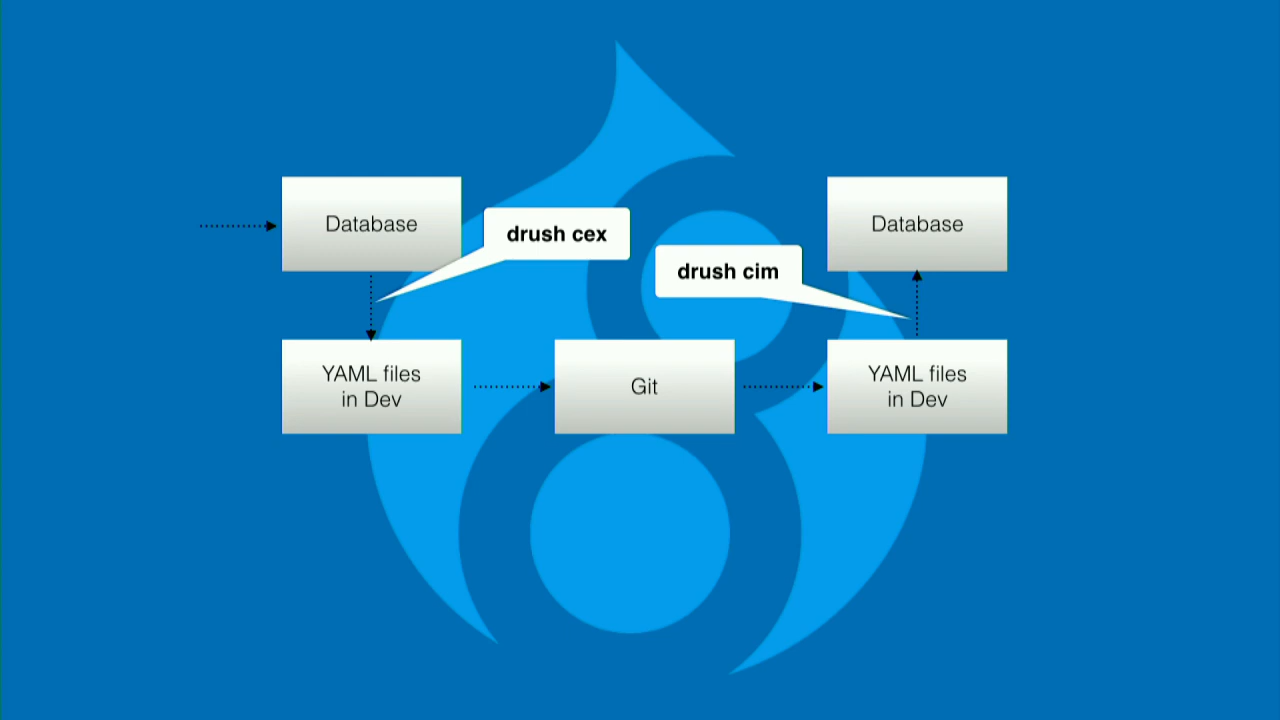 Database
drush cex
Database
drush cim
YAML files
in Dev
Git
YAML files
in Dev